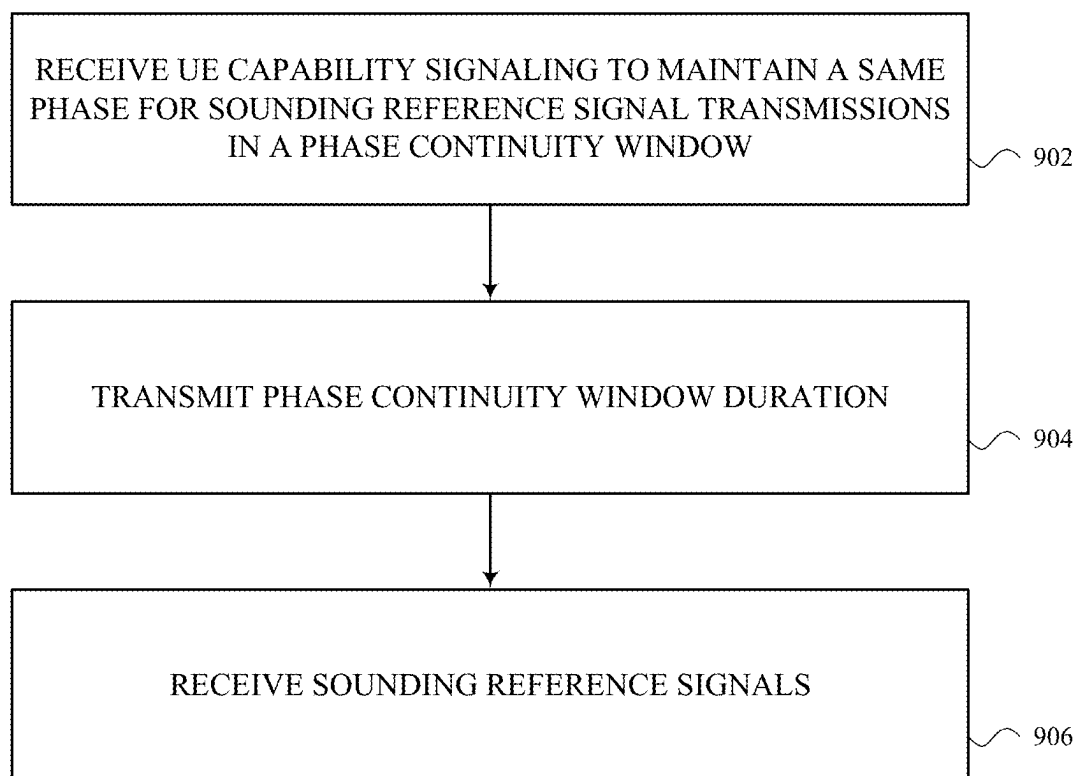 RECEIVE UE CAPABILITY SIGNALING TO MAINTAIN A SAME
PHASE FOR SOUNDING REFERENCE SIGNAL TRANSMISSIONS
IN A PHASE CONTINUITY WINDOW
902
TRANSMIT PHASE CONTINUITY WINDOW DURATION
904
RECEIVE SOUNDING REFERENCE SIGNALS
906